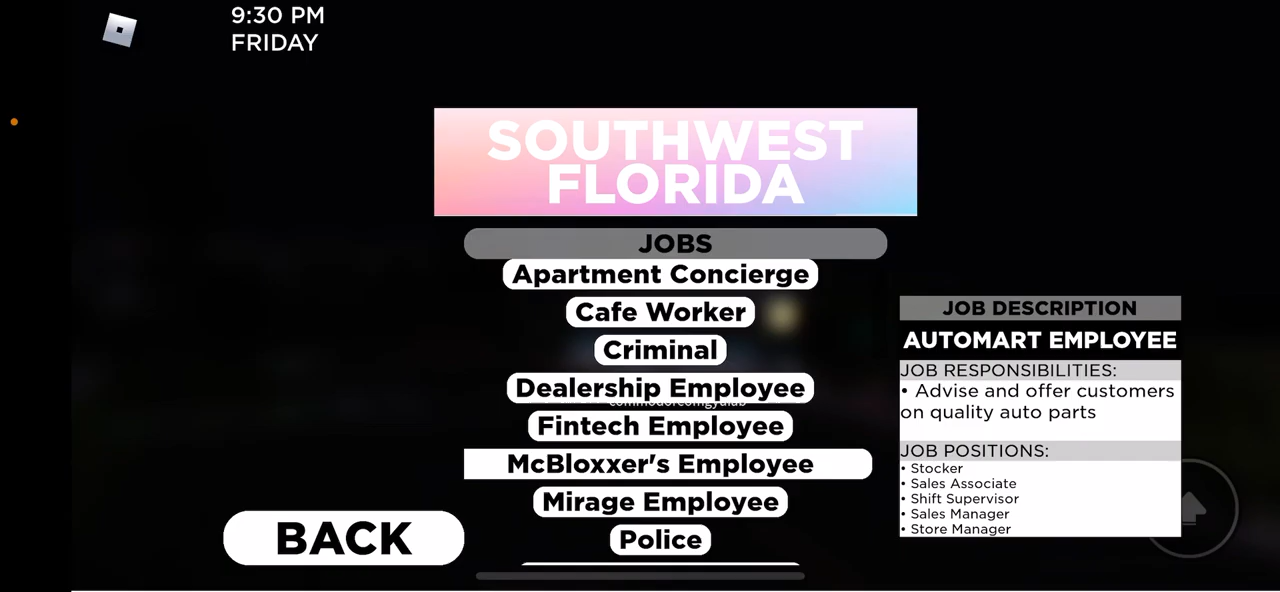 9:30 PM
FRIDAY
SOUTHWEST
FLORIDA
JOBS
Apartment Concierge
Cafe Worker
Criminal
Dealership Employee
Fintech Employee
McBloxxer's Employee
Mirage Employee
Police
BACK
JOB DESCRIPTION
AUTOMART EMPLOYEE
JOB RESPONSIBILITIES:
• Advise and offer customers
on quality auto parts
JOB POSITIONS:
• Stocker
• Sales Associate
• Shift Supervisor
• Sales Manager
• Store Manager